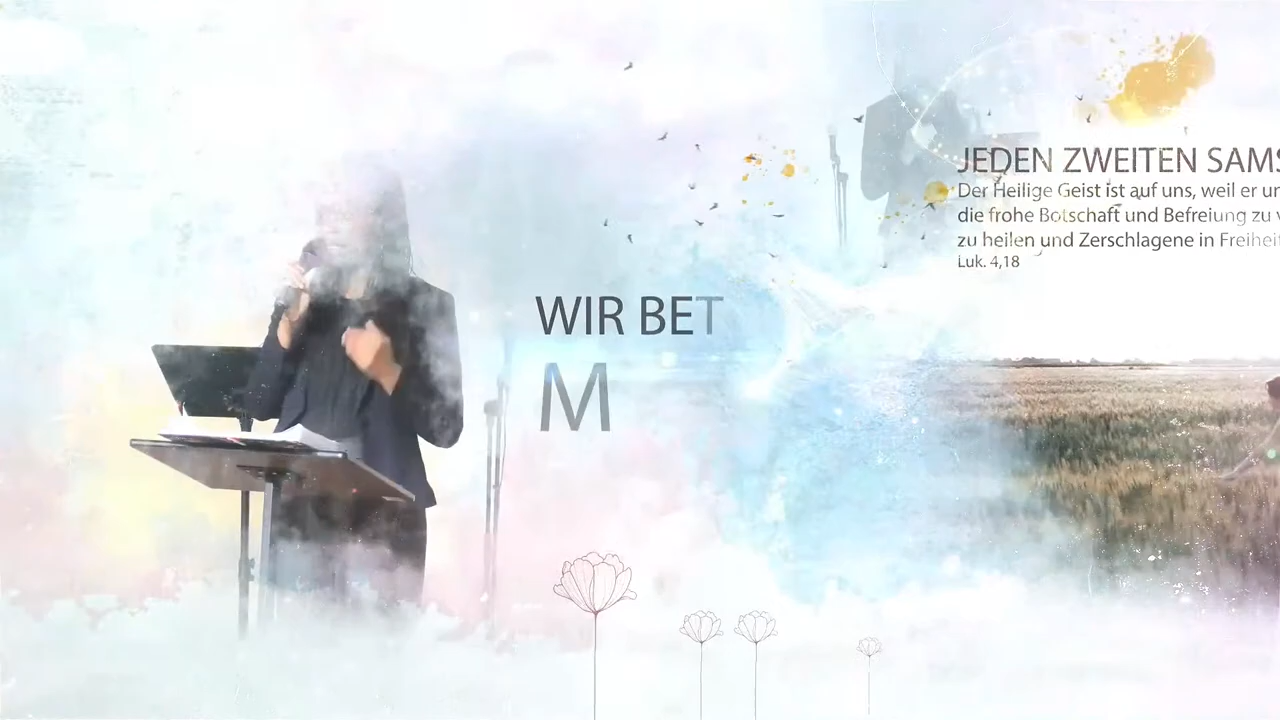 WIR BET
M
JEDEN ZWEITEN SAMS
Der Heilige Geist ist auf uns, weil er un
die frohe Botschaft und Befreiung zu v
zu heilen und Zerschlagene in Freiheit
Luk. 4,18